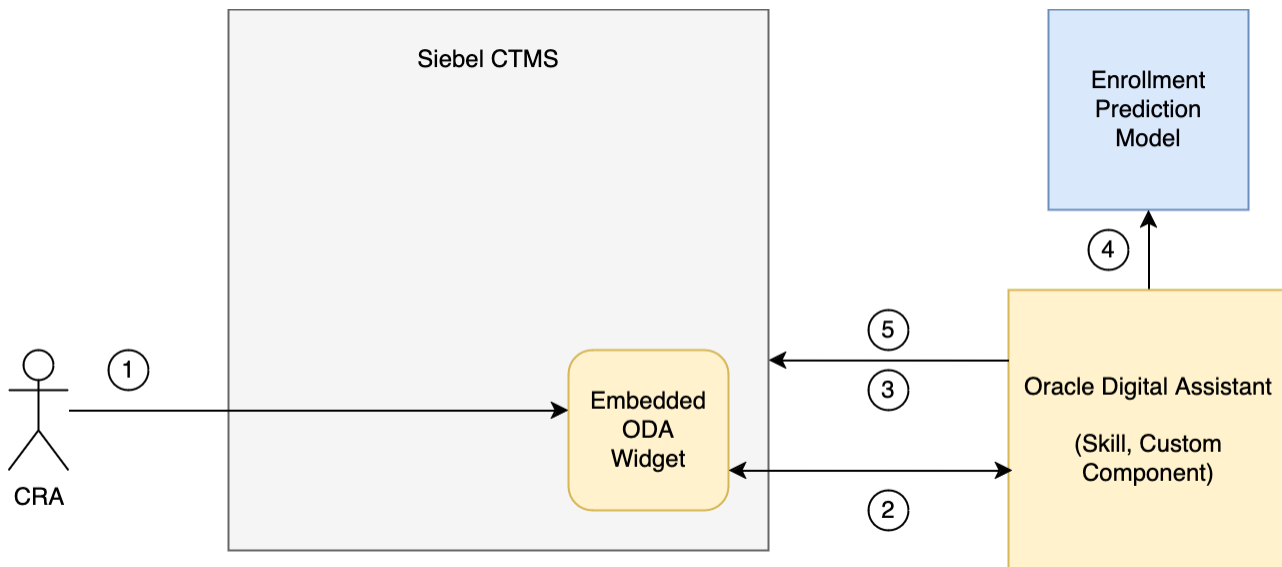 Siebel CTMS
Enrollment
Prediction
Model
4
1
5
3
Embedded
ODA
Widget
Oracle Digital Assistant
(Skill, Custom
Component)
CRA
2